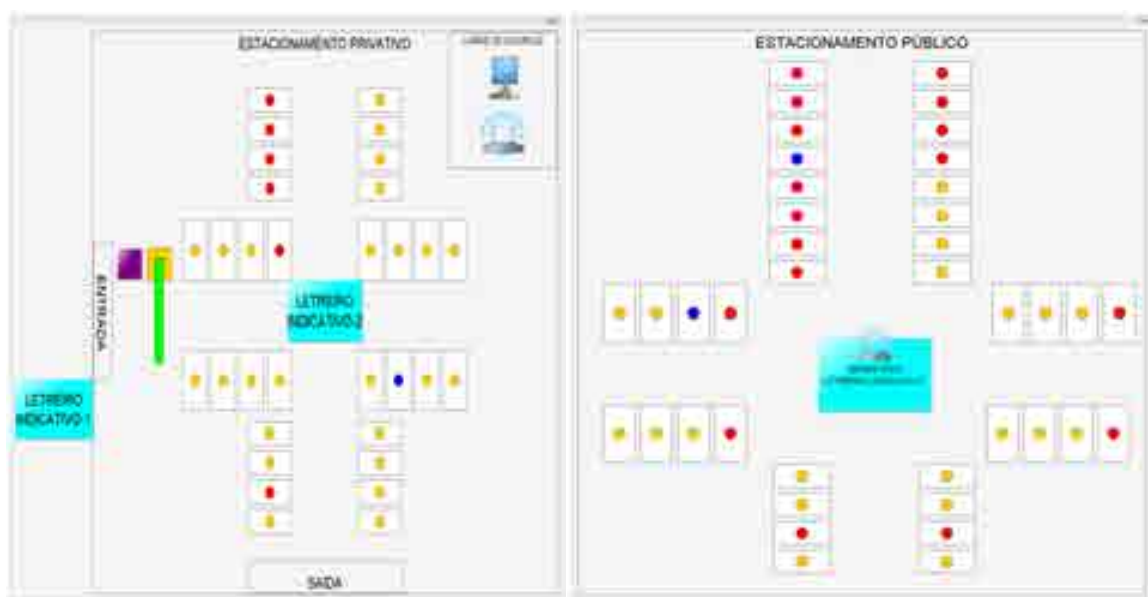 ESTACIONAMENTO PRIVATIVO
ENTRADA
LETREIRO
INDICATIVO 2
LETREIRO
INDICATIVO 1
SAÍDA
ESTACIONAMENTO PÚBLICO